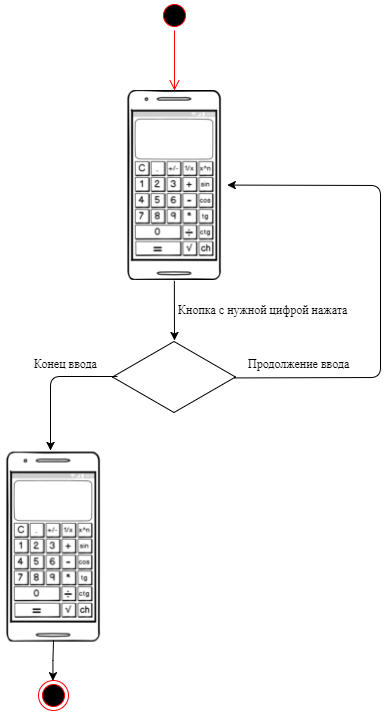 C . +/- 1/x x^n
1 2 3 + sin
4 5 6 - cos
7 8 9 * tg
0 ÷ ctg
= √ ch
Кнопка с нужной цифрой нажата
Конец ввода
Продолжение ввода
C . +/- 1/x x^n
1 2 3 + sin
4 5 6 - cos
7 8 9 * tg
0 ÷ ctg
= √ ch